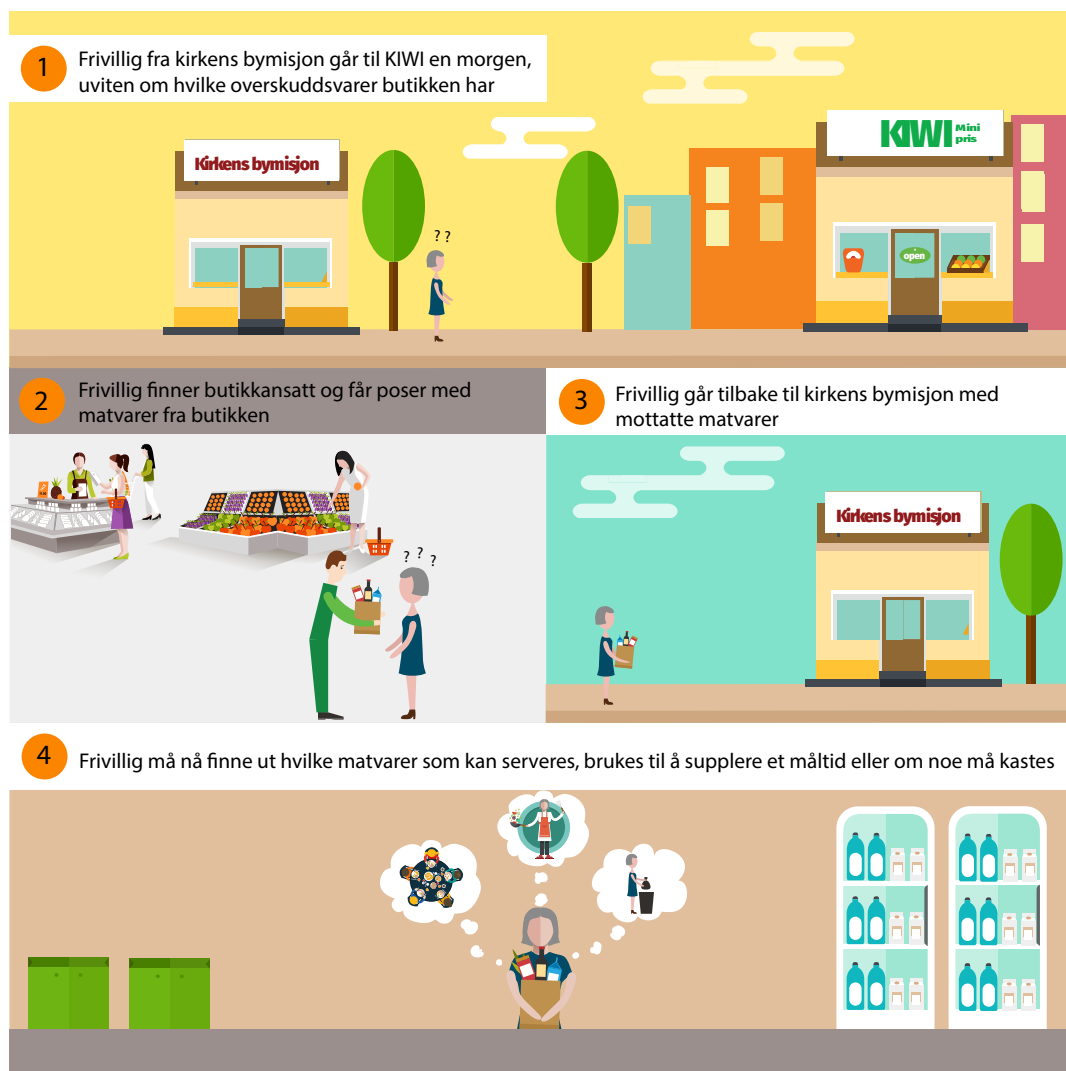 1
Frivillig fra kirkens bymisjon går til KIWI en morgen,
uviten om hvilke overskuddsvarer butikken har
Kirkens bymisjon
? ?
KIWI Mini
pris
open
2
Frivillig finner butikkansatt og får poser med
matvarer fra butikken
? ? ?
3
Frivillig går tilbake til kirkens bymisjon med
mottatte matvarer
Kirkens bymisjon
4
Frivillig må nå finne ut hvilke matvarer som kan serveres, brukes til å supplere et måltid eller om noe må kastes